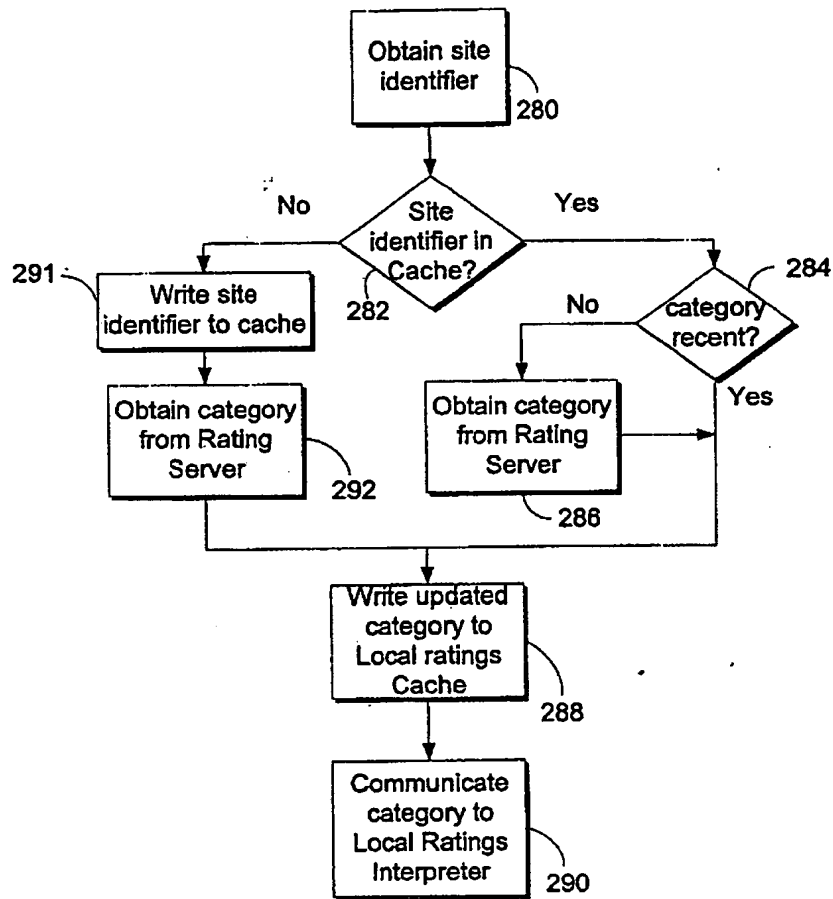 Obtain site
identifier
280
No
Yes
Site
identifier in
Cache?
282
291
Write site
identifier to cache
284
category
recent?
No
Yes
Obtain category
from Rating
Server
292
Obtain category
from Rating
Server
286
Write updated
category to
Local ratings
Cache
288
Communicate
category to
Local Ratings
Interpreter
290